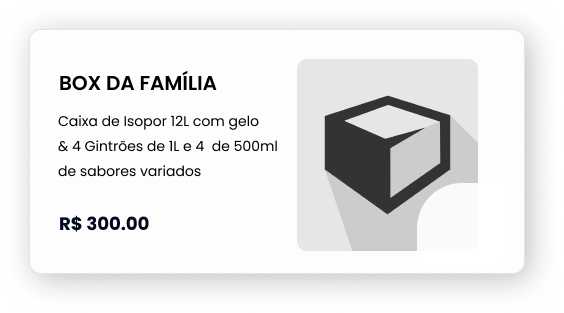 BOX DA FAMÍLIA
Caixa de Isopor 12L com gelo
& 4 Gintrões de 1L e 4  de 500ml
de sabores variados
R$ 300.00